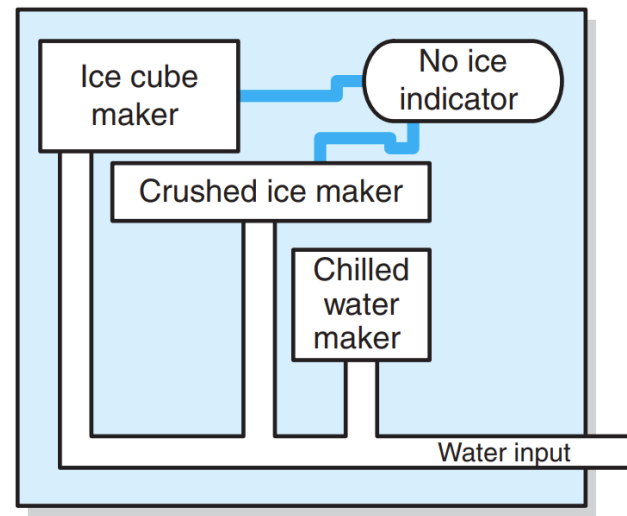 Ice cube
maker
No ice
indicator
Crushed ice maker
Chilled
water
maker
Water input